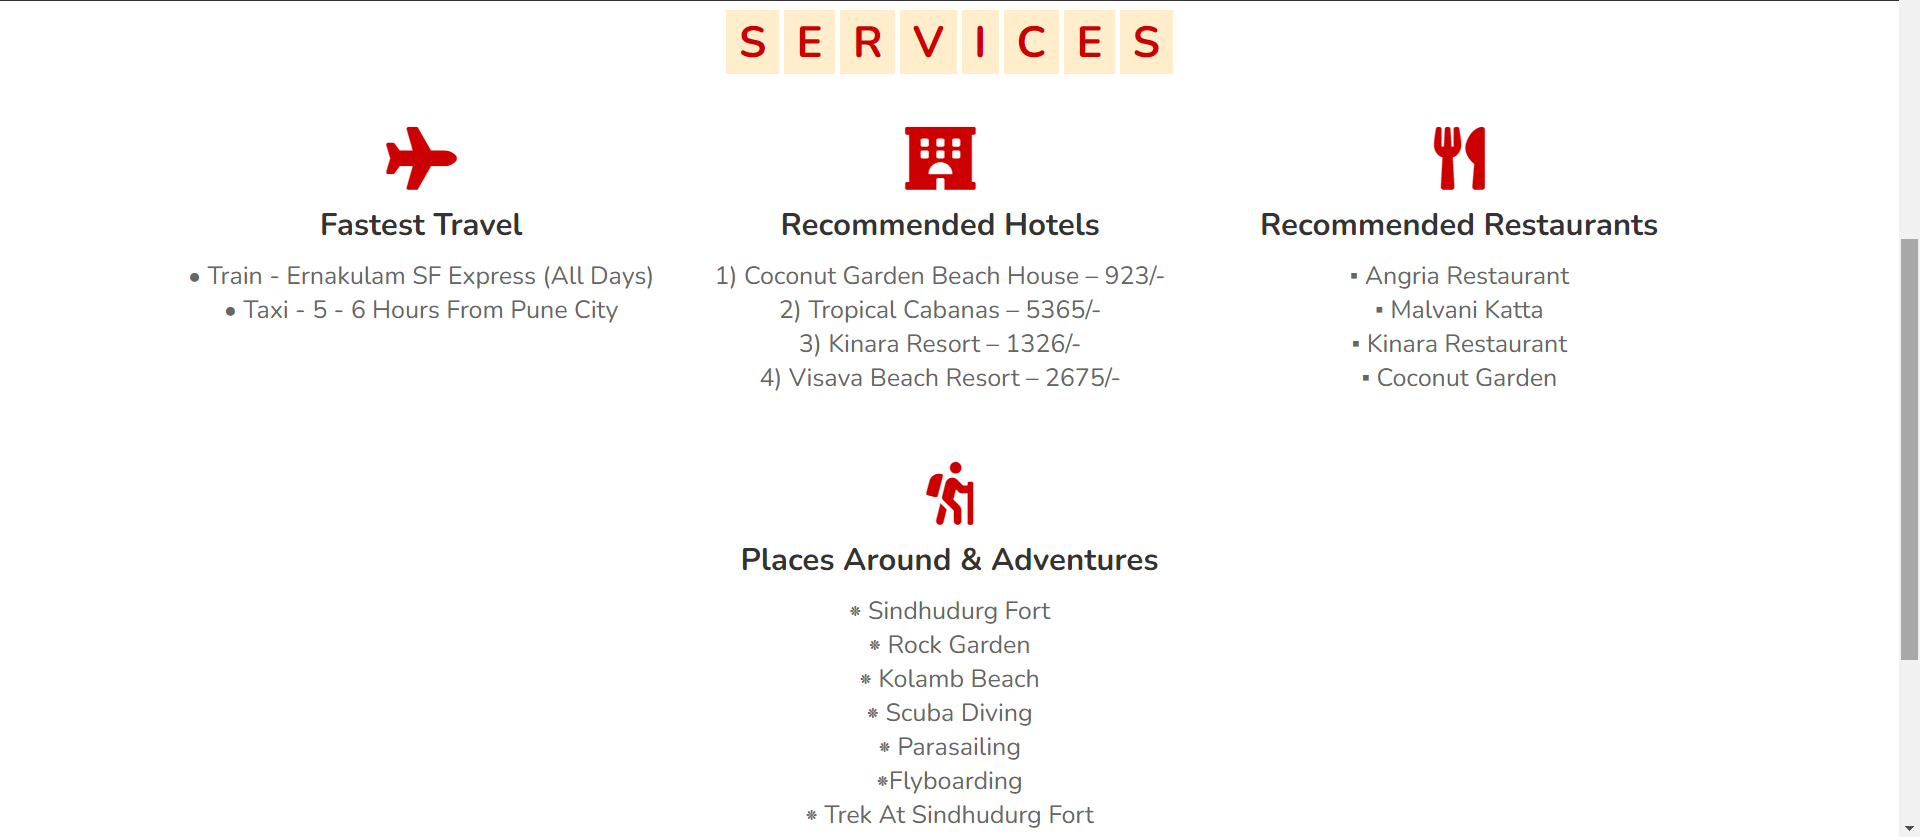 SERVICES
Fastest Travel
● Train - Ernakulam SF Express (All Days)
● Taxi - 5 - 6 Hours From Pune City
Recommended Hotels
1) Coconut Garden Beach House – 923/-
2) Tropical Cabanas – 5365/-
3) Kinara Resort – 1326/-
4) Visava Beach Resort – 2675/-
Recommended Restaurants
▪ Angria Restaurant
▪ Malvani Katta
▪ Kinara Restaurant
▪ Coconut Garden
Places Around & Adventures
⁕ Sindhudurg Fort
⁕ Rock Garden
⁕ Kolamb Beach
⁕ Scuba Diving
⁕ Parasailing
⁕Flyboarding
⁕ Trek At Sindhudurg Fort